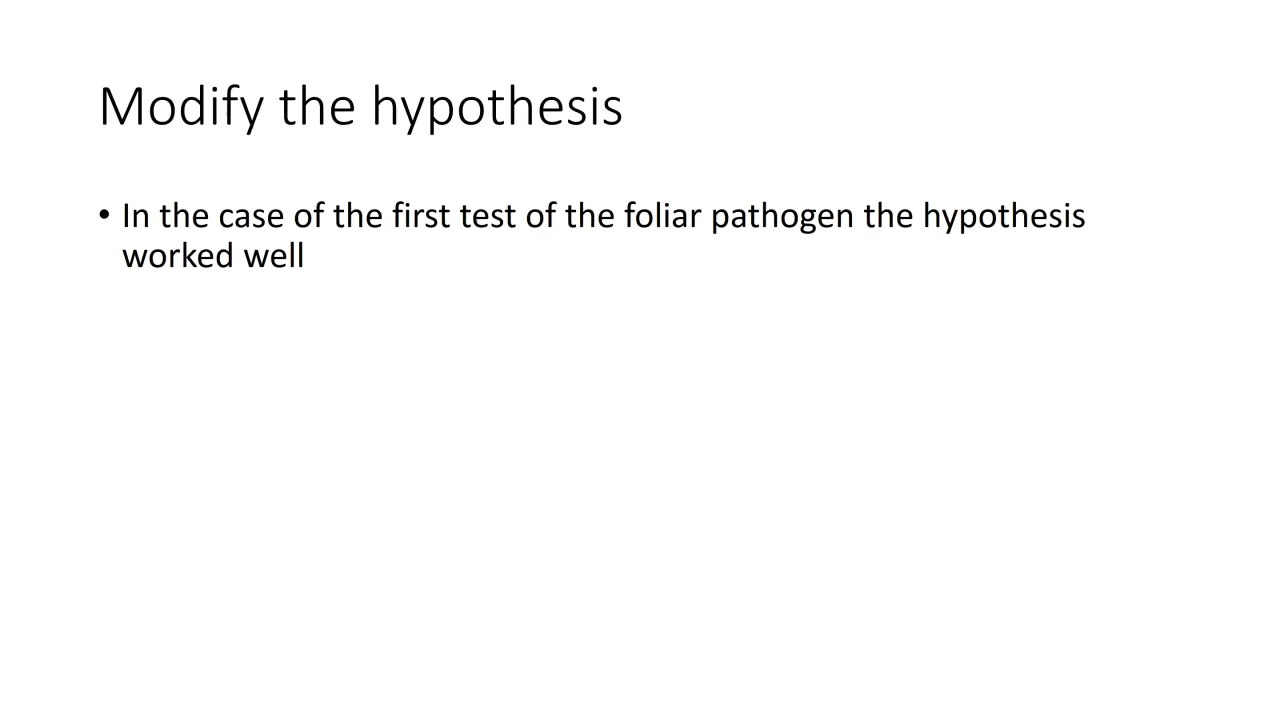 Modify the hypothesis
• In the case of the first test of the foliar pathogen the hypothesis
worked well